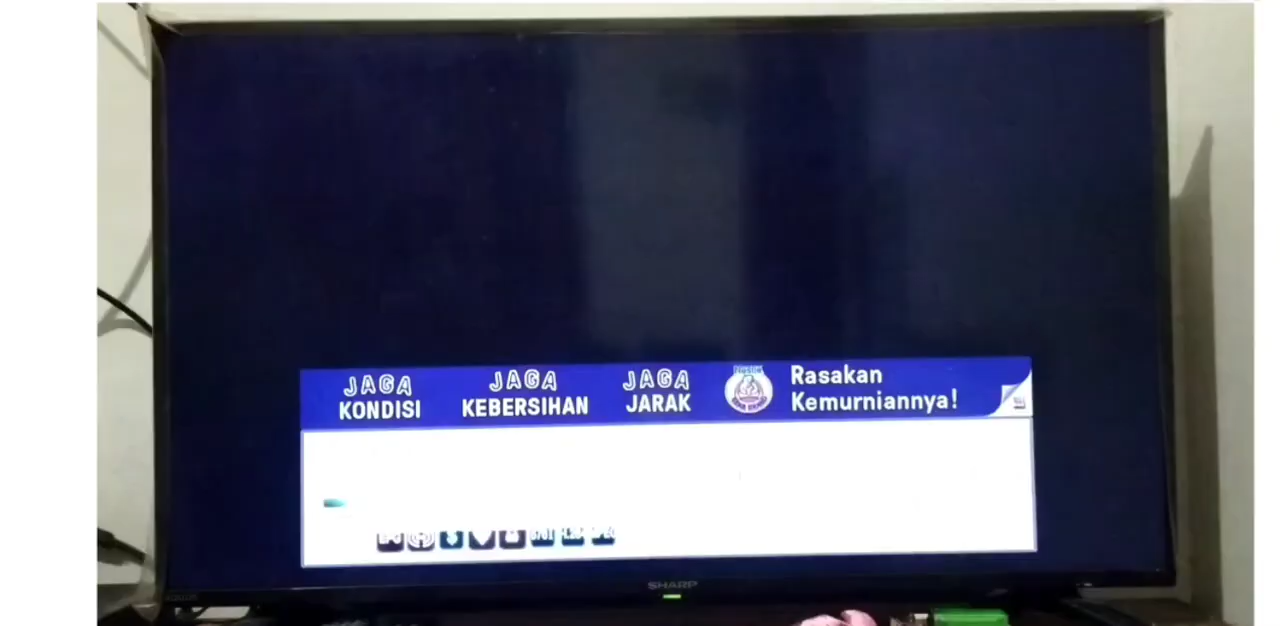 JAGA
KONDISI
JAGA
KEBERSIHAN
JAGA
JARAK
Rasakan
Kemurniannya!
SHARP